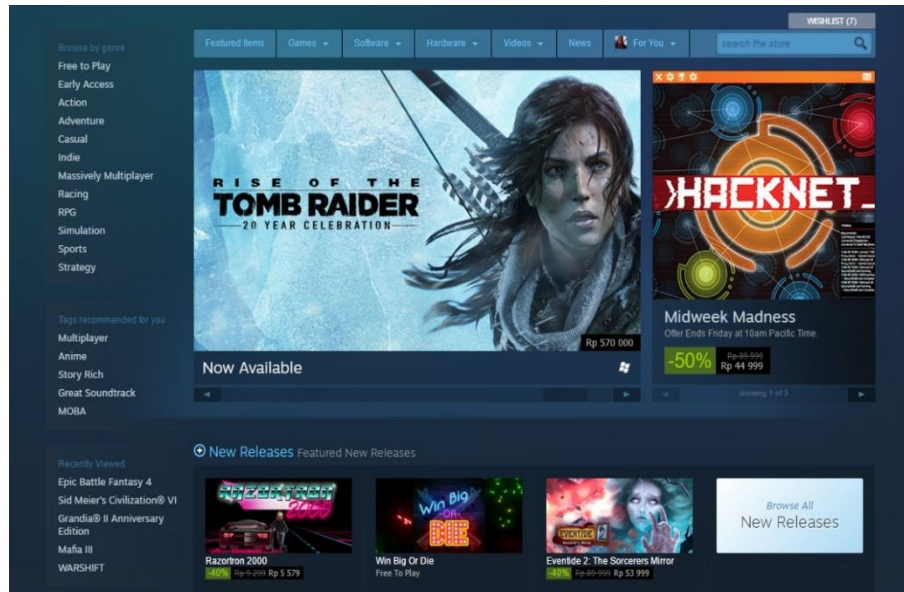 WISHLIST (7)
Featured Items
Games
Software
Hardware
Videos
News
For You
search the store
Browse by genre
Free to Play
Early Access
Action
Adventure
Casual
Indie
Massively Multiplayer
Racing
RPG
Simulation
Sports
Strategy
Tags recommended for you
Multiplayer
Anime
Story Rich
Great Soundtrack
MOBA
Recently Viewed
Epic Battle Fantasy 4
Sid Meier's Civilization® VI
Grandia® II Anniversary
Edition
Mafia III
WARSHIFT
RISE OF THE
TOMB RAIDER
20 YEAR CELEBRATION
Rp 570 000
Now Available
HACKNET_
Midweek Madness
Offer Ends Friday at 10am Pacific Time.
-50%
Rp 89 999
Rp 44 999
showing 1 of 3
New Releases Featured New Releases
Razortron 2000
-40% Rp 9 299 Rp 5 579
Win Big
OR
DIE
Win Big Or Die
Free To Play
EVENTIDE 2
Eventide 2: The Sorcerers Mirror
-40% Rp 89 999 Rp 53 999
Browse All
New Releases